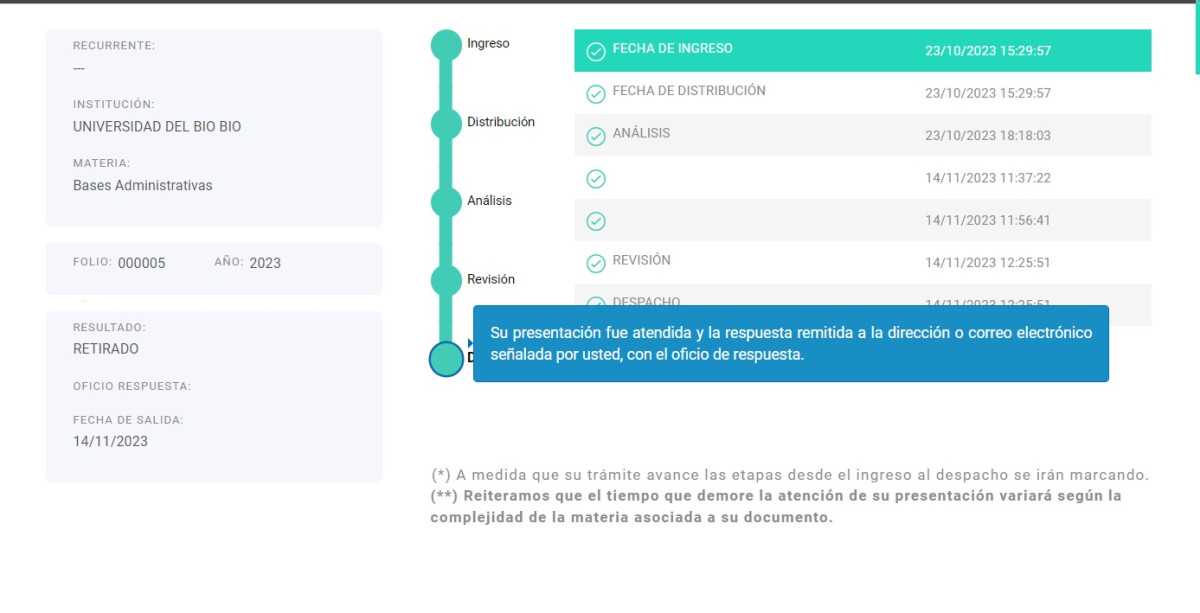 RECURRENTE:
---
INSTITUCIÓN:
UNIVERSIDAD DEL BIO BIO
MATERIA:
Bases Administrativas
FOLIO: 000005 AÑO: 2023
RESULTADO:
RETIRADO
OFICIO RESPUESTA:
FECHA DE SALIDA:
14/11/2023
Ingreso
Distribución
Análisis
Revisión
D
FECHA DE INGRESO 23/10/2023 15:29:57
FECHA DE DISTRIBUCIÓN 23/10/2023 15:29:57
ANÁLISIS 23/10/2023 18:18:03
14/11/2023 11:37:22
14/11/2023 11:56:41
REVISIÓN 14/11/2023 12:25:51
DESPACHO 14/11/2023 12:25:51
Su presentación fue atendida y la respuesta remitida a la dirección o correo electrónico
señalada por usted, con el oficio de respuesta.
(*) A medida que su trámite avance las etapas desde el ingreso al despacho se irán marcando.
(**) Reiteramos que el tiempo que demore la atención de su presentación variará según la
complejidad de la materia asociada a su documento.